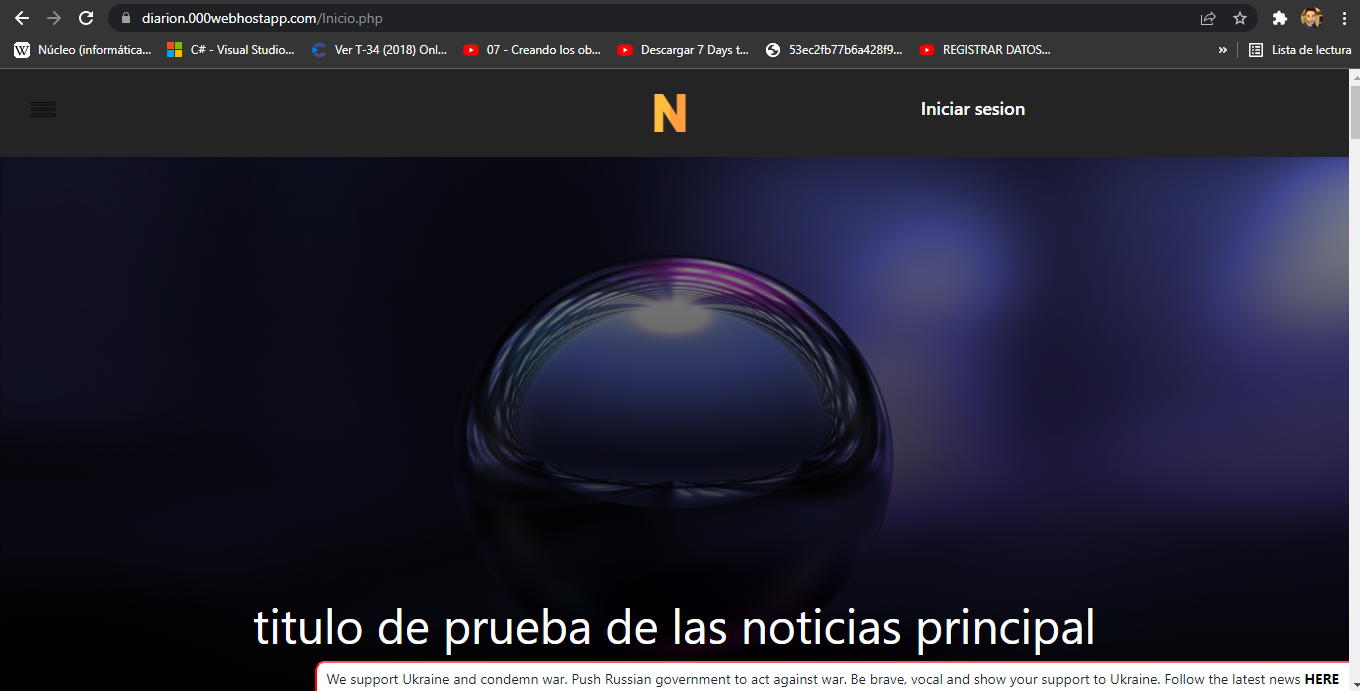 diarion.000webhostapp.com/Inicio.php
Núcleo (informática... C# - Visual Studio... Ver T-34 (2018) Onl... 07 - Creando los ob... Descargar 7 Days t... 53ec2fb77b6a428f9... REGISTRAR DATOS... » Lista de lectura
N Iniciar sesion
titulo de prueba de las noticias principal
We support Ukraine and condemn war. Push Russian government to act against war. Be brave, vocal and show your support to Ukraine. Follow the latest news HERE